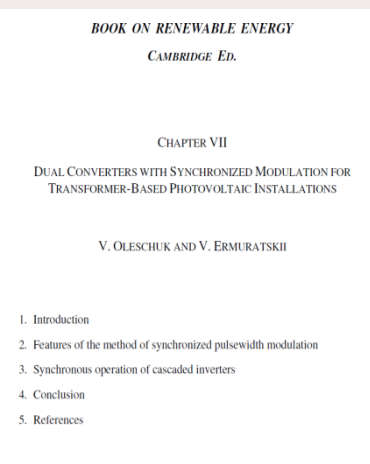 BOOK ON RENEWABLE ENERGY
CAMBRIDGE ED.
CHAPTER VII
DUAL CONVERTERS WITH SYNCHRONIZED MODULATION FOR
TRANSFORMER-BASED PHOTOVOLTAIC INSTALLATIONS
V. OLESCHUK AND V. ERMURATSKII
1. Introduction
2. Features of the method of synchronized pulsewidth modulation
3. Synchronous operation of cascaded inverters
4. Conclusion
5. References